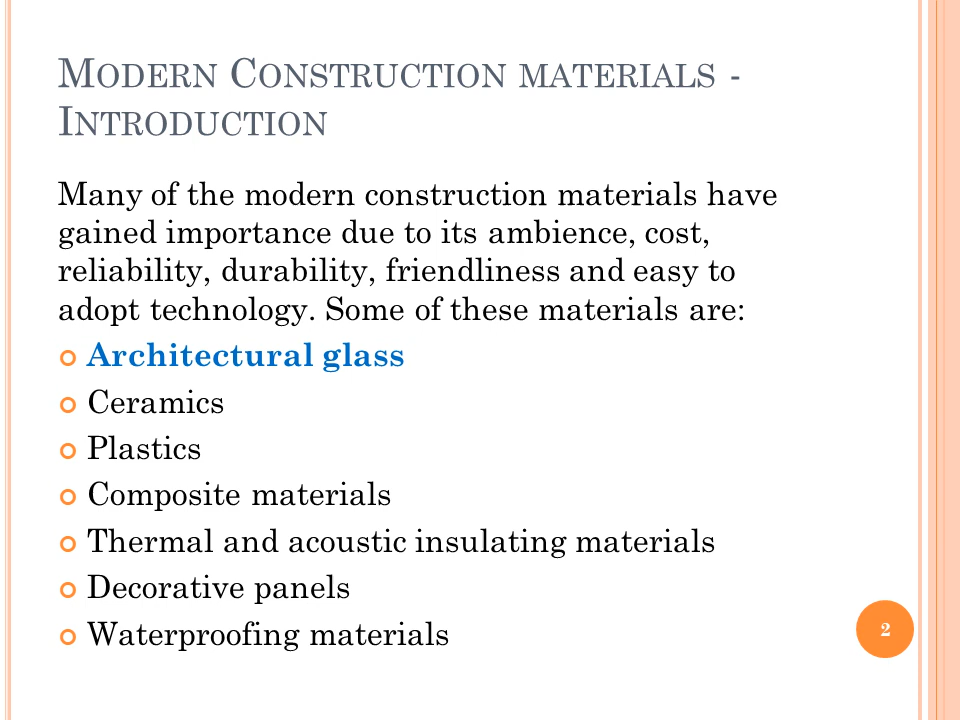 MODERN CONSTRUCTION MATERIALS -
INTRODUCTION
Many of the modern construction materials have
gained importance due to its ambience, cost,
reliability, durability, friendliness and easy to
adopt technology. Some of these materials are:
Architectural glass
Ceramics
Plastics
Composite materials
Thermal and acoustic insulating materials
Decorative panels
Waterproofing materials
2